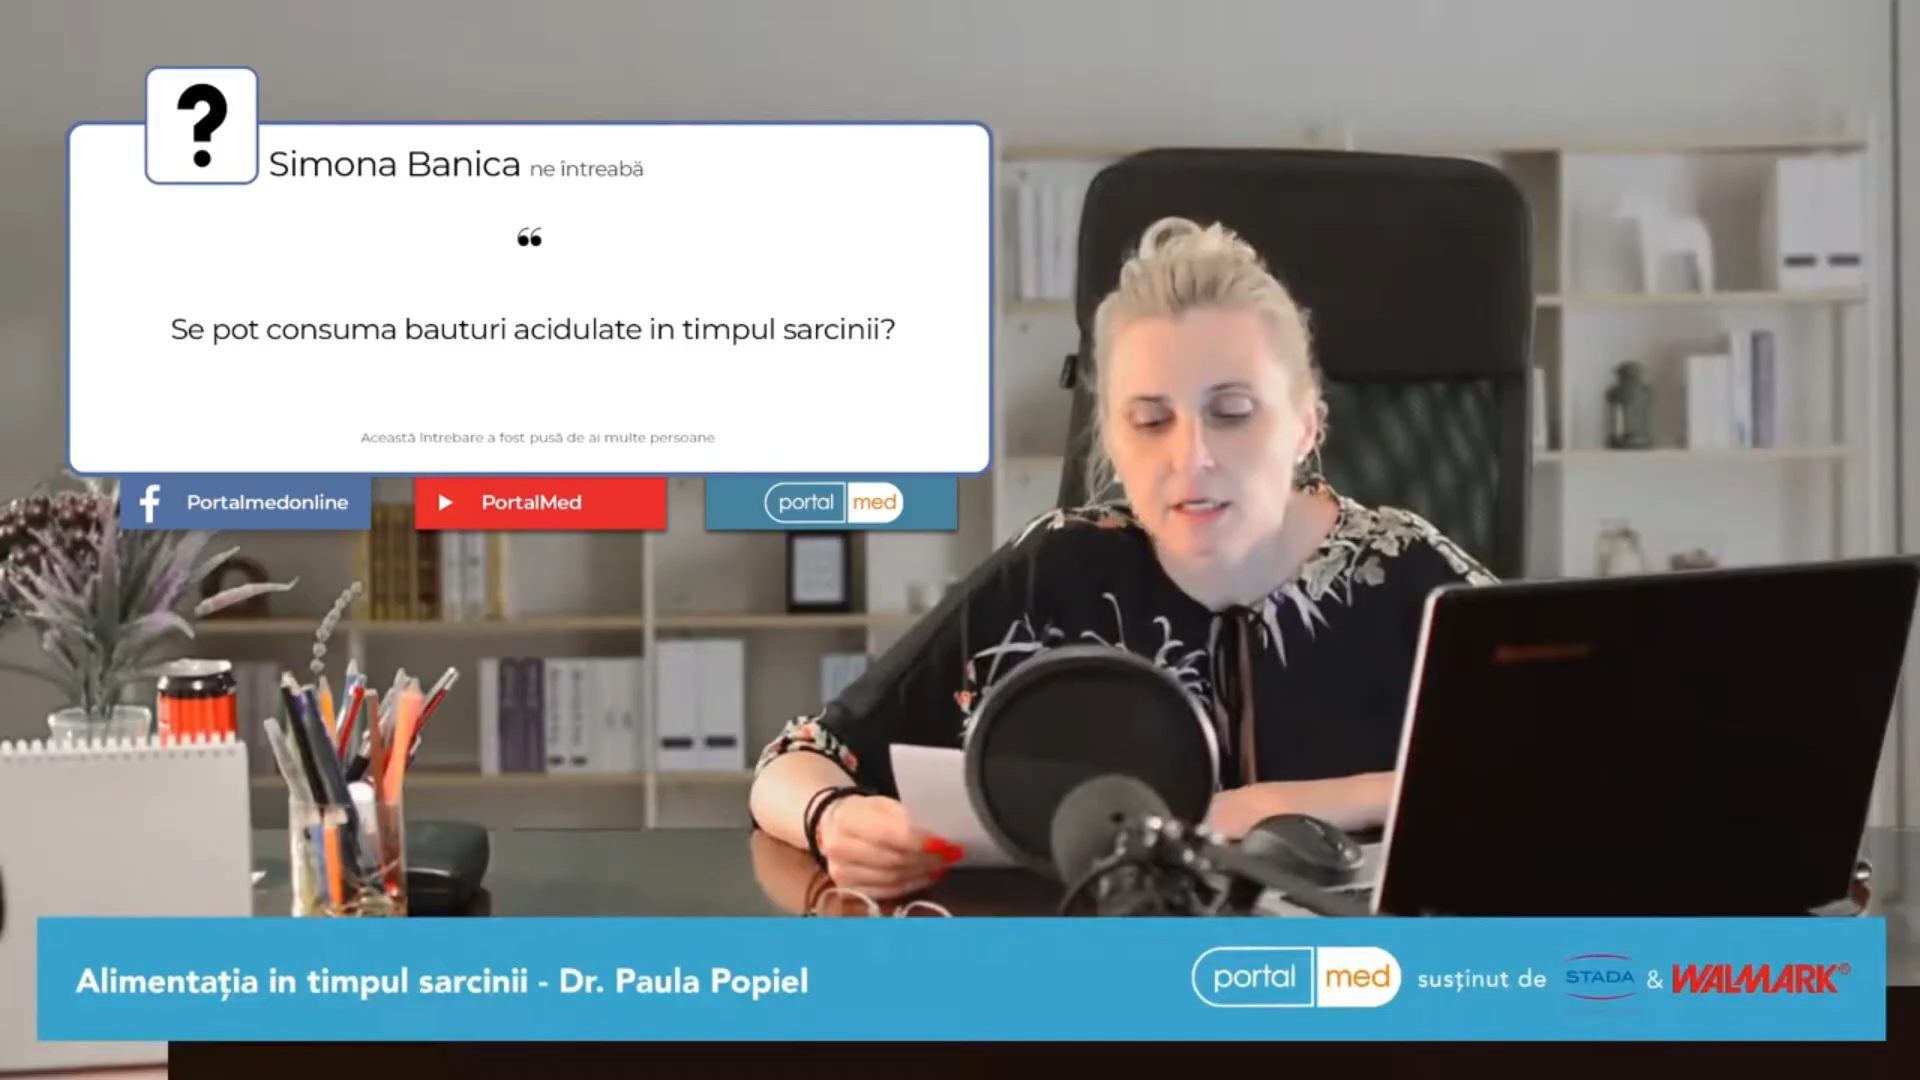 ?
Simona Banica ne întreabă
“
Se pot consuma bauturi acidulate in timpul sarcinii?
Această întrebare a fost pusă de ai multe persoane
Portalmedonline
PortalMed
portal med
Alimentația in timpul sarcinii - Dr. Paula Popiel
portal med susținut de STADA & WALMARK®